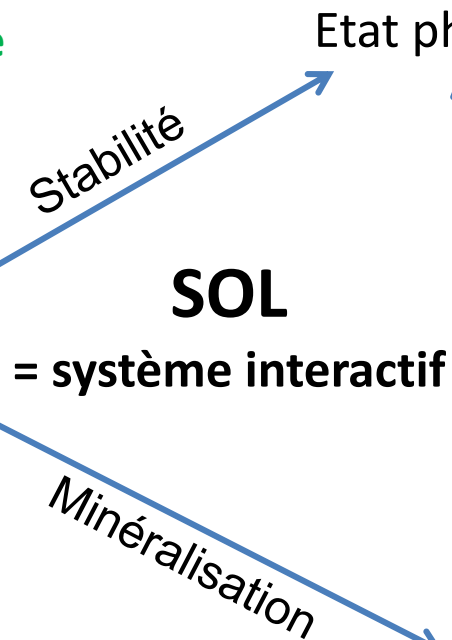 e
Etat ph
Stabilité
SOL
= système interactif
Minéralisation